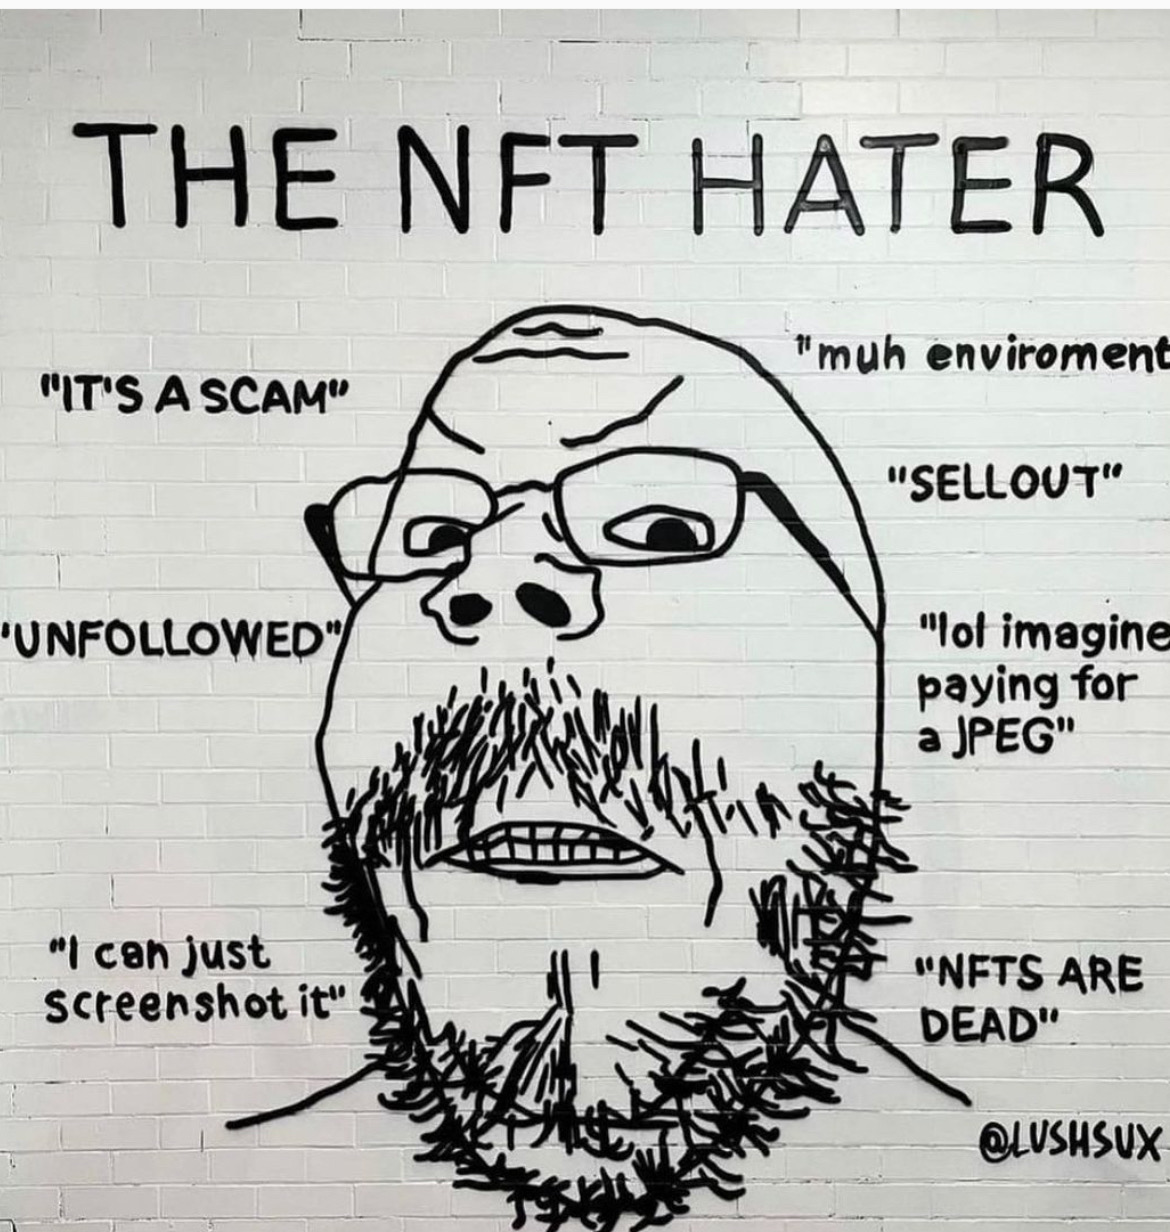 THE NFT HATER
"muh enviroment
"IT'S A SCAM"
"SELLOUT"
"UNFOLLOWED"
"lol imagine
paying for
a JPEG"
"I can just
screenshot it"
"NFTS ARE
DEAD"
@LUSHSUX